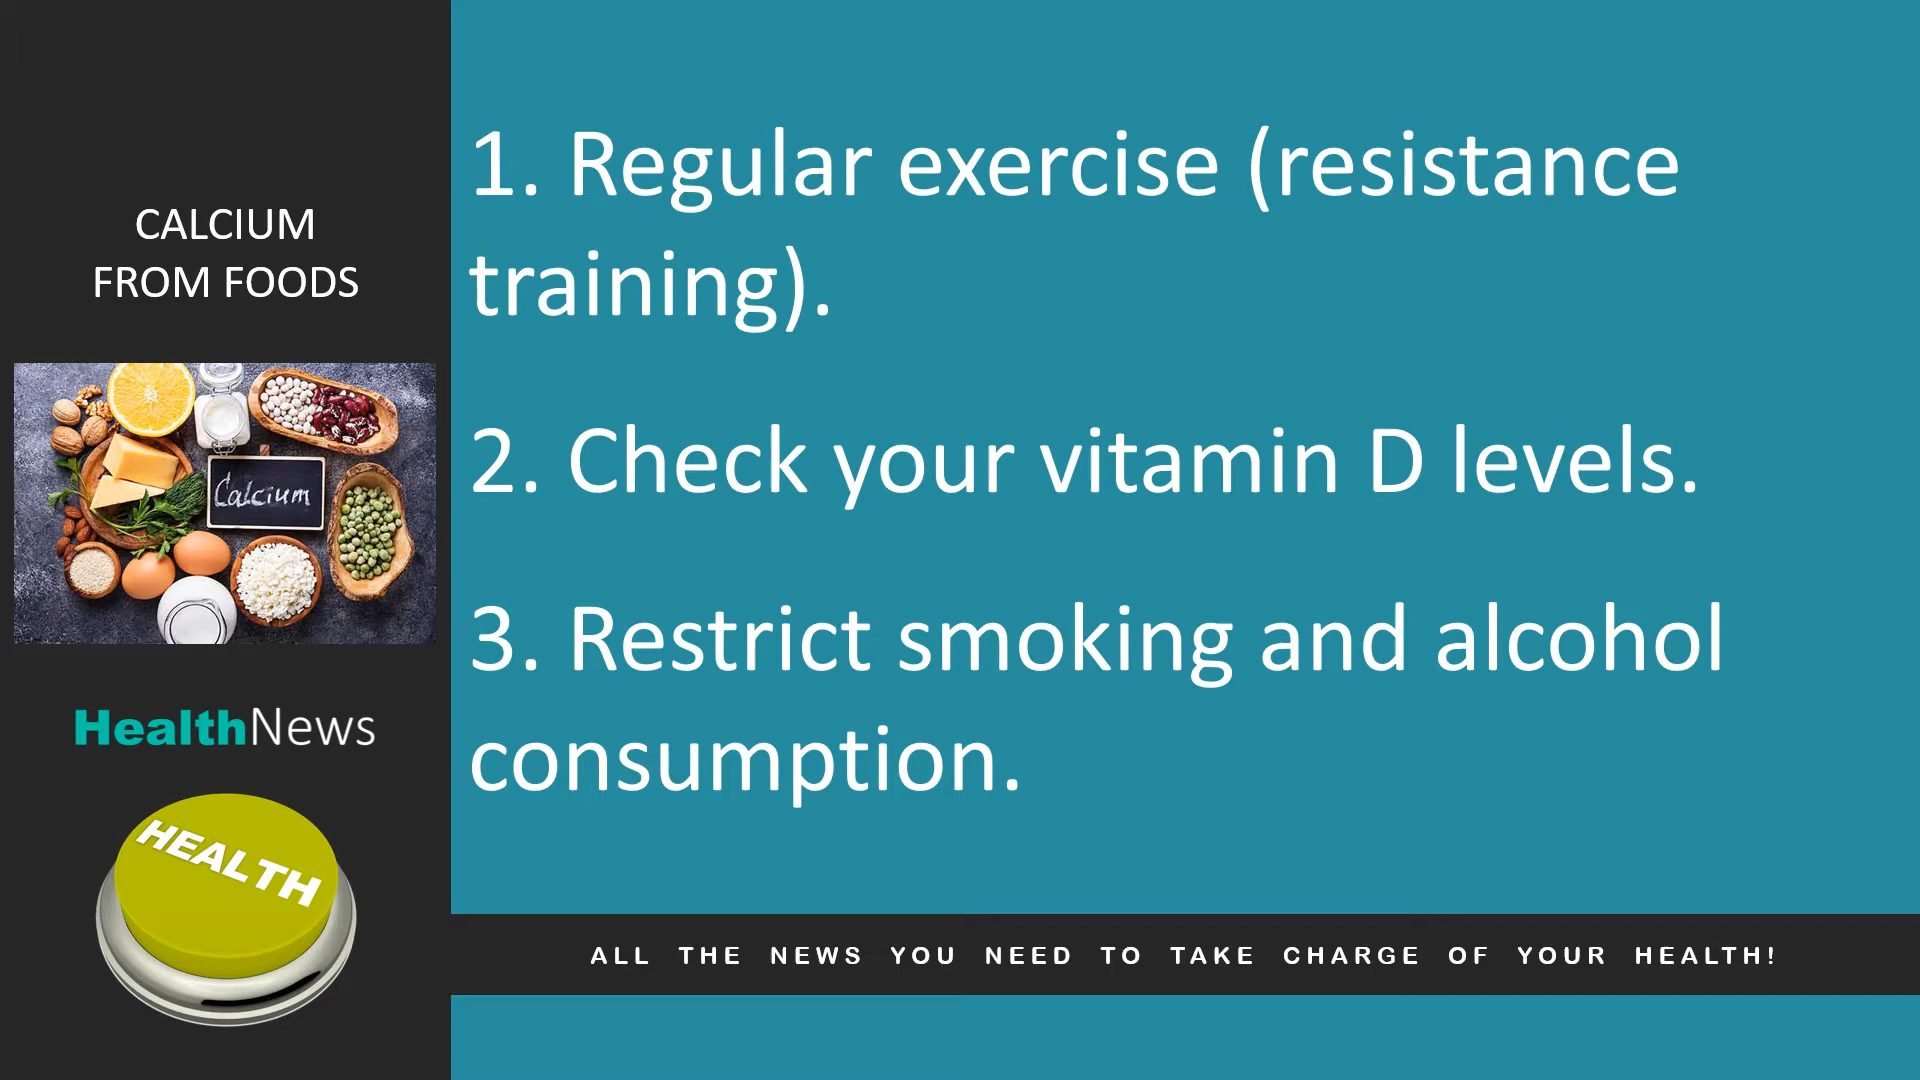 CALCIUM
FROM FOODS
Calcium
HealthNews
HEALTH
1. Regular exercise (resistance
training).
2. Check your vitamin D levels.
3. Restrict smoking and alcohol
consumption.
ALL THE NEWS YOU NEED TO TAKE CHARGE OF YOUR HEALTH!